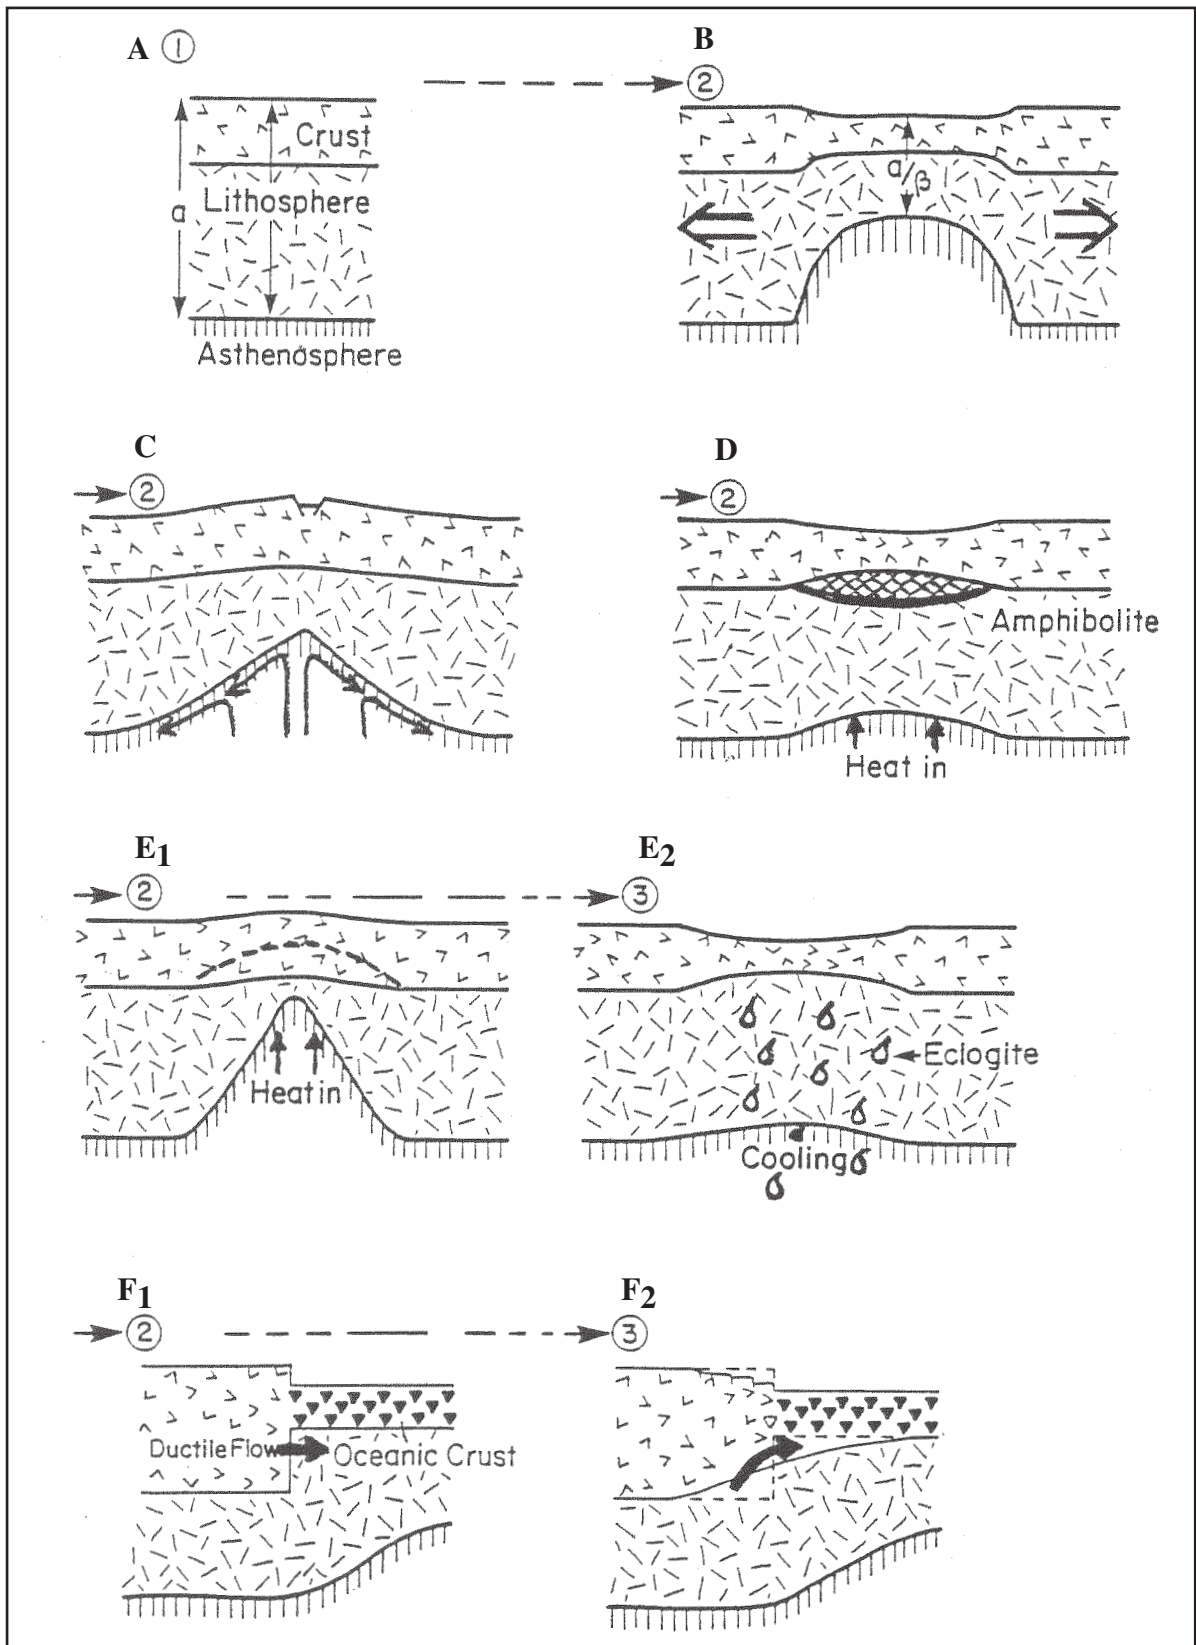 A ①
B
②
a
Crust
Lithosphere
Asthenosphere
a/β
C
②
D
②
Amphibolite
Heat in
E1
②
E2
③
Heat in
Eclogite
Cooling
F1
②
F2
③
Ductile Flow
Oceanic Crust